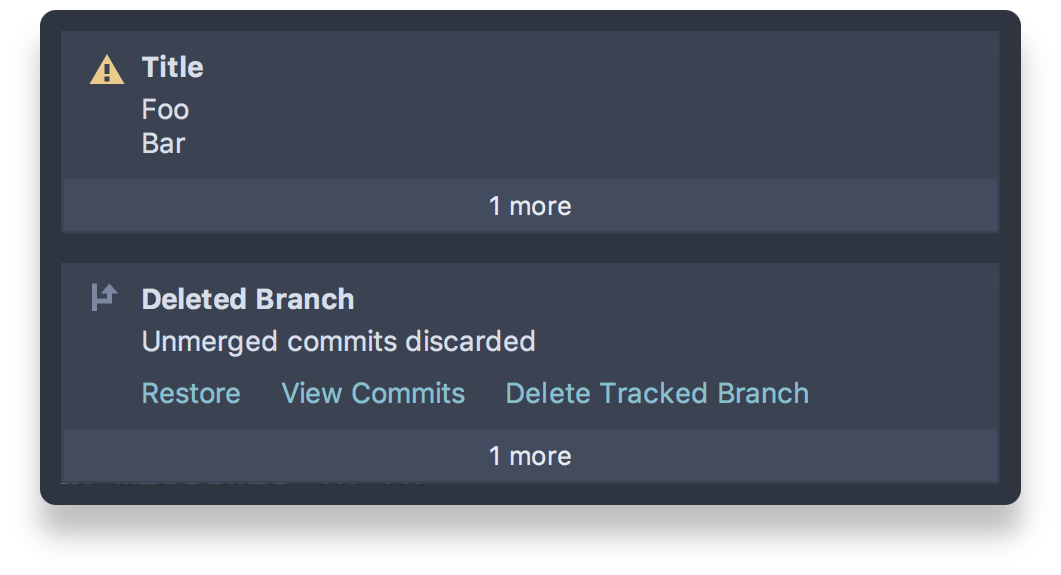 Title
Foo
Bar
1 more
Deleted Branch
Unmerged commits discarded
Restore View Commits Delete Tracked Branch
1 more